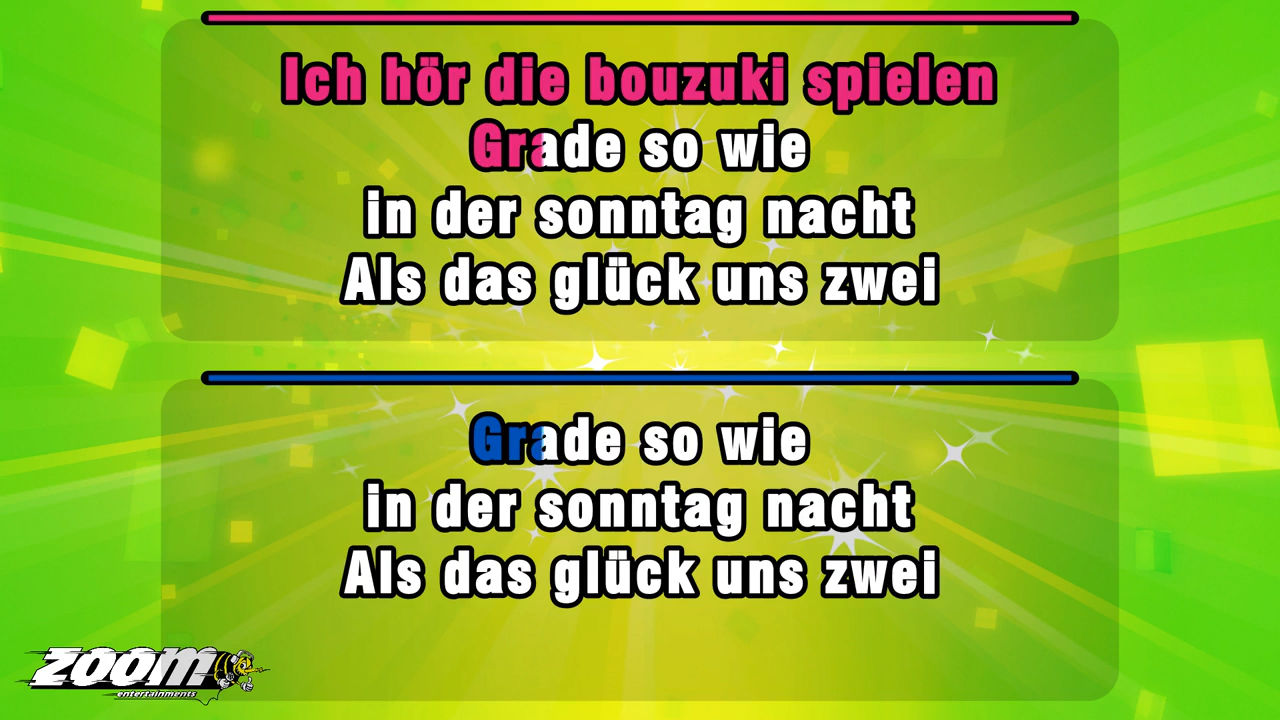 Ich hör die bouzuki spielen
Grade so wie
in der sonntag nacht
Als das glück uns zwei
Grade so wie
in der sonntag nacht
Als das glück uns zwei
zoom
entertainments